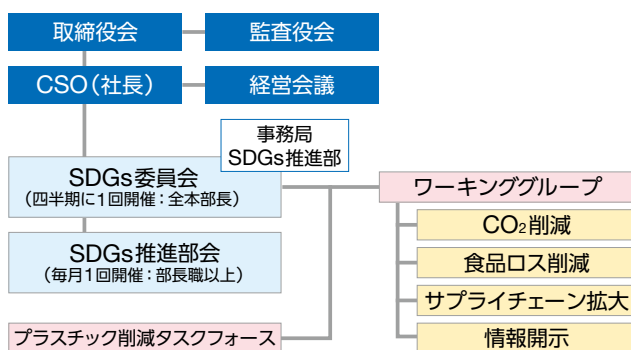 取締役会
監査役会
CSO（社長）
経営会議
事務局
SDGs推進部
SDGs委員会
（四半期に1回開催：全本部長）
ワーキンググループ
CO₂削減
SDGs推進部会
（毎月1回開催：部長職以上）
食品ロス削減
サプライチェーン拡大
プラスチック削減タスクフォース
情報開示